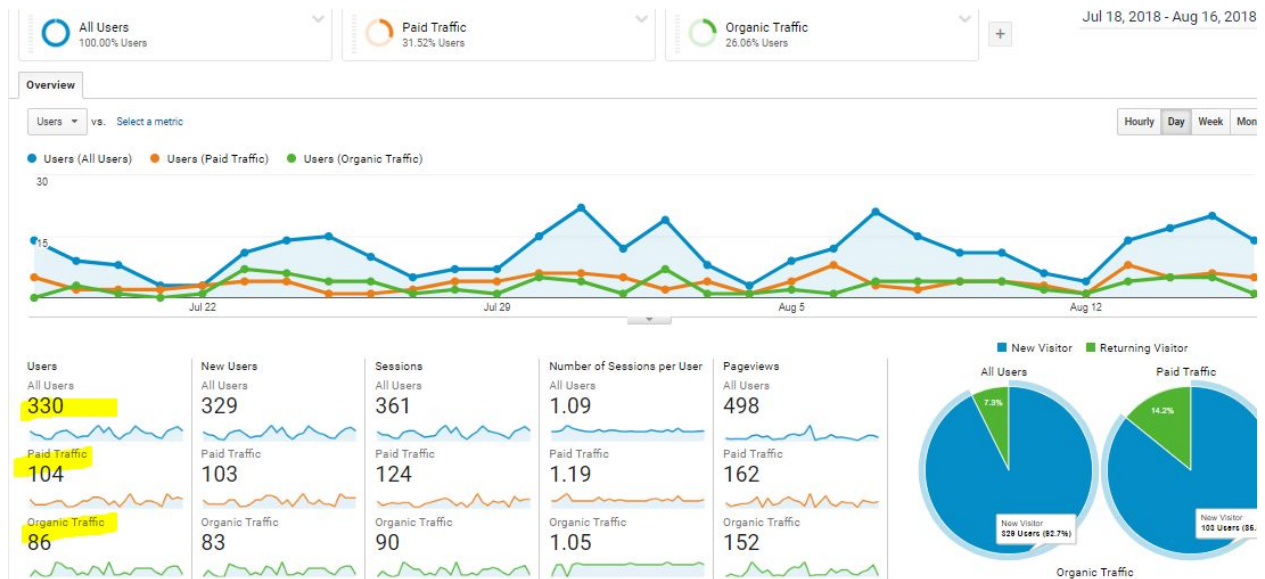 All Users
100.00% Users
Paid Traffic
31.52% Users
Organic Traffic
26.06% Users
+
Jul 18, 2018 - Aug 16, 2018
Overview
Users vs. Select a metric
Hourly Day Week Mon
Users (All Users) Users (Paid Traffic) Users (Organic Traffic)
30
15
Jul 22 Jul 29 Aug 5 Aug 12
New Visitor Returning Visitor
Users New Users Sessions Number of Sessions per User Pageviews
All Users All Users All Users All Users All Users
330 329 361 1.09 498
Paid Traffic Paid Traffic Paid Traffic Paid Traffic Paid Traffic
104 103 124 1.19 162
Organic Traffic Organic Traffic Organic Traffic Organic Traffic Organic Traffic
86 83 90 1.05 152
All Users Paid Traffic
7.3% 14.2%
New Visitor
329 Users (92.7%)
New Visitor
103 Users (85.
Organic Traffic